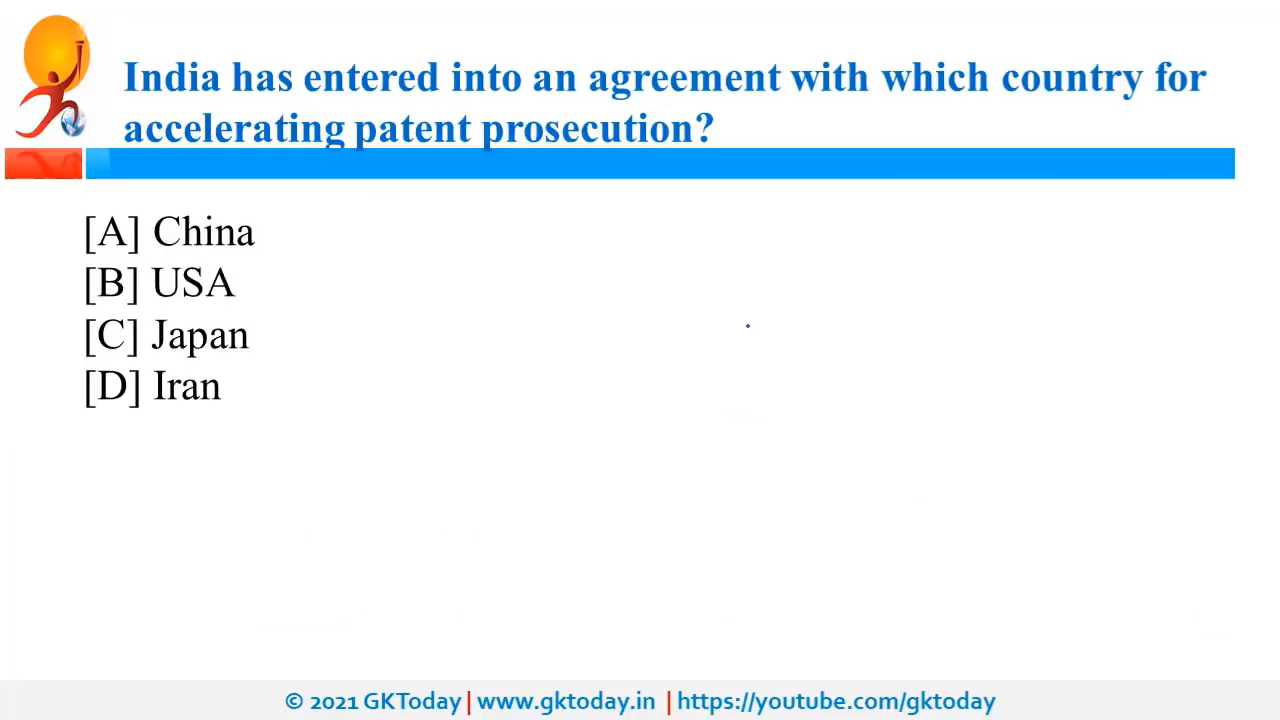 India has entered into an agreement with which country for
accelerating patent prosecution?
[A] China
[B] USA
[C] Japan
[D] Iran
© 2021 GKToday | www.gktoday.in | https://youtube.com/gktoday